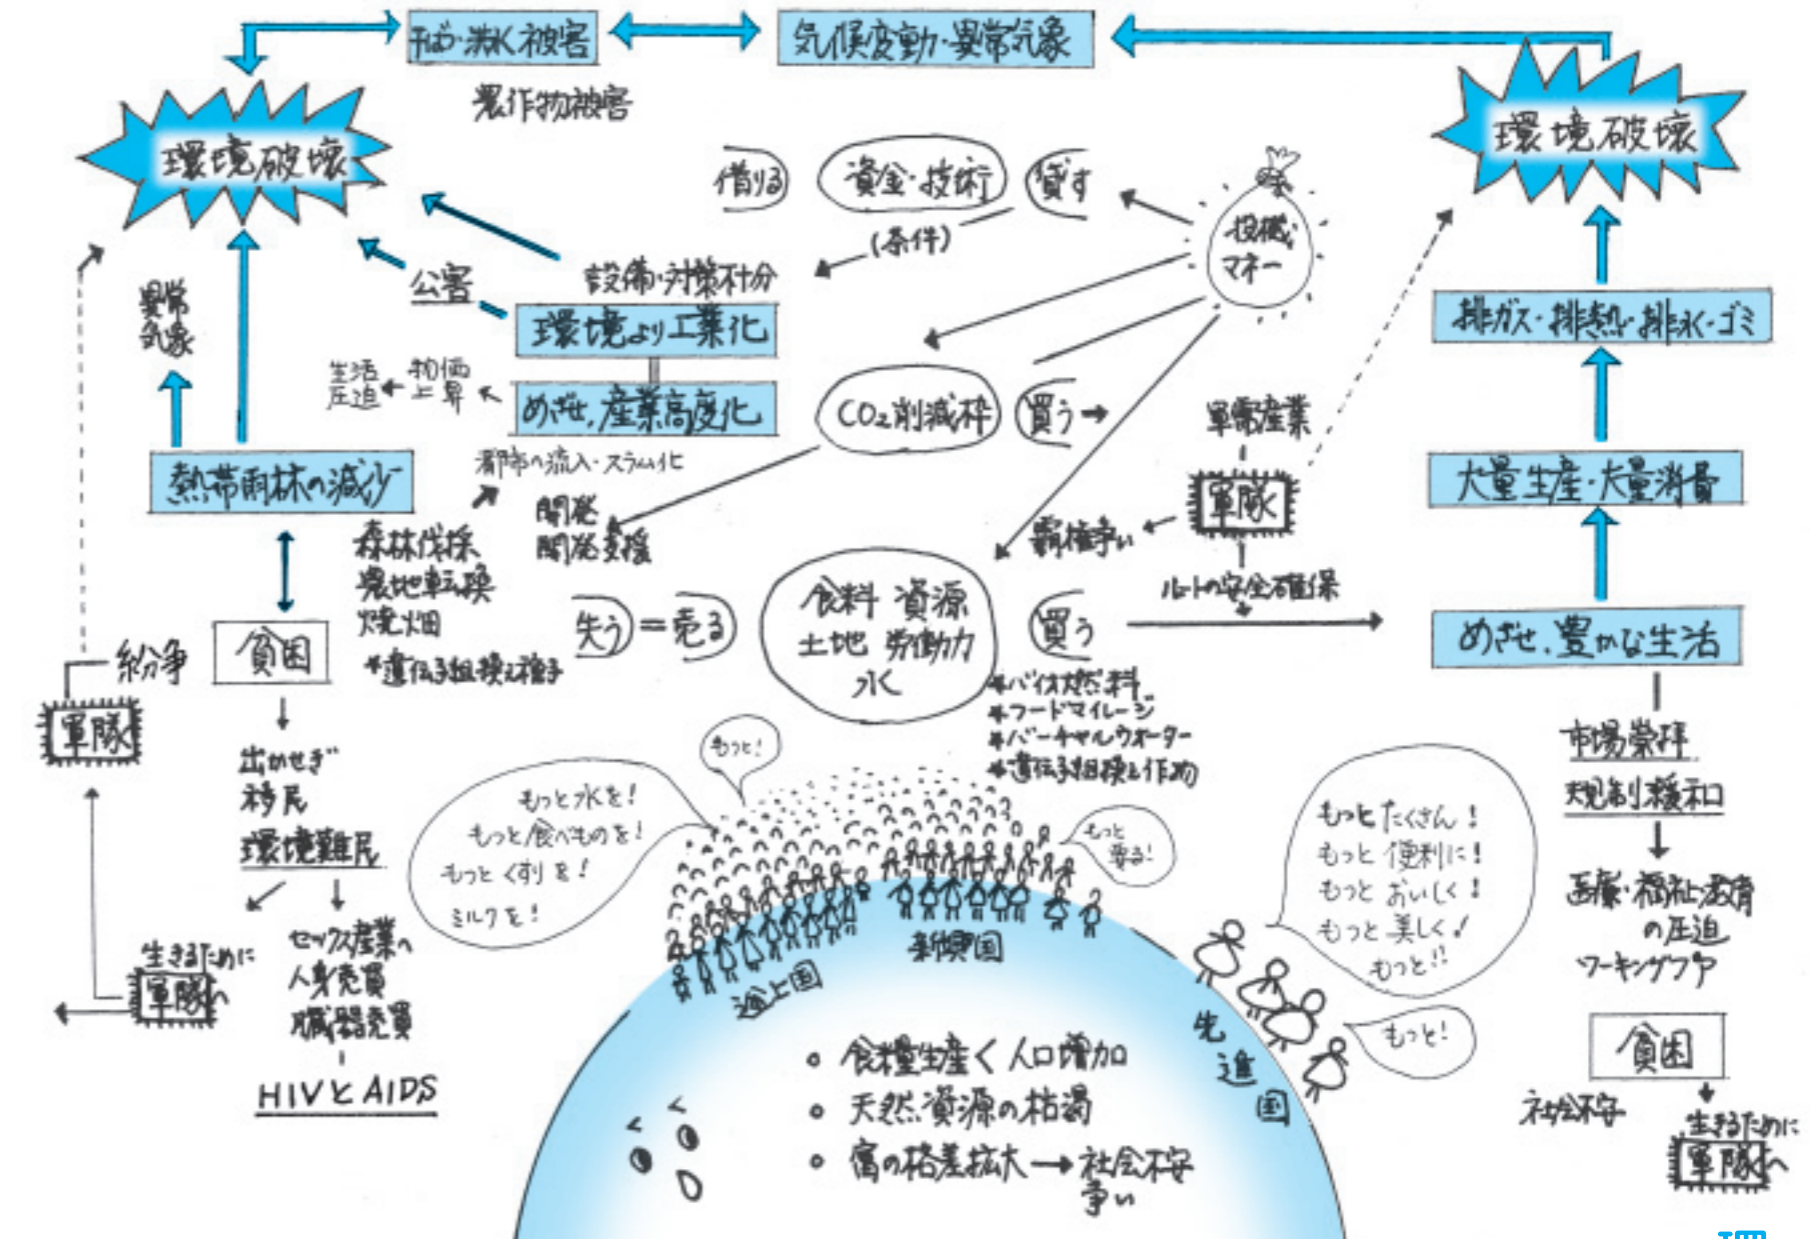 干ばつ・洪水被害
気候変動・異常気象
農作物被害
環境破壊
環境破壊
借りる
資金・技術
貸す
(条件)
投機
マネー
設備・対策不十分
公害
環境より工業化
異常
気象
生活
圧迫
物価
上昇
めざせ、産業高度化
CO₂削減枠
買う
軍需産業
排ガス・排熱・排水・ゴミ
都市の流入・スラム化
熱帯雨林の減少
開発
開発支援
軍隊
覇権争い
大量生産・大量消費
森林伐採
農地転換
焼畑
*遺伝子組換え種子
ルートの安全確保
失う=売る
食料 資源
土地 労働力
水
買う
めざせ、豊かな生活
紛争
貧困
軍隊
*バイオ燃料
*フードマイレージ
*バーチャルウォーター
*遺伝子組換え作物
市場崇拝
規制緩和
出かせぎ
移民
環境難民
もっと!
もっと水を!
もっと食べものを!
もっとくすりを!
ミルクを!
もっと
もっとたくさん!
もっと便利に!
もっとおいしく!
もっと美しく!
もっと!!
医療・福祉・教育
の圧迫
ワーキングプア
生きるために
軍隊へ
セックス産業へ
人身売買
臓器売買
HIVとAIDS
途上国
新興国
先進国
もっと!
貧困
社会不安
生きるために
軍隊へ
• 食糧生産く人口増加
• 天然資源の枯渇
• 富の格差拡大→社会不安
争い